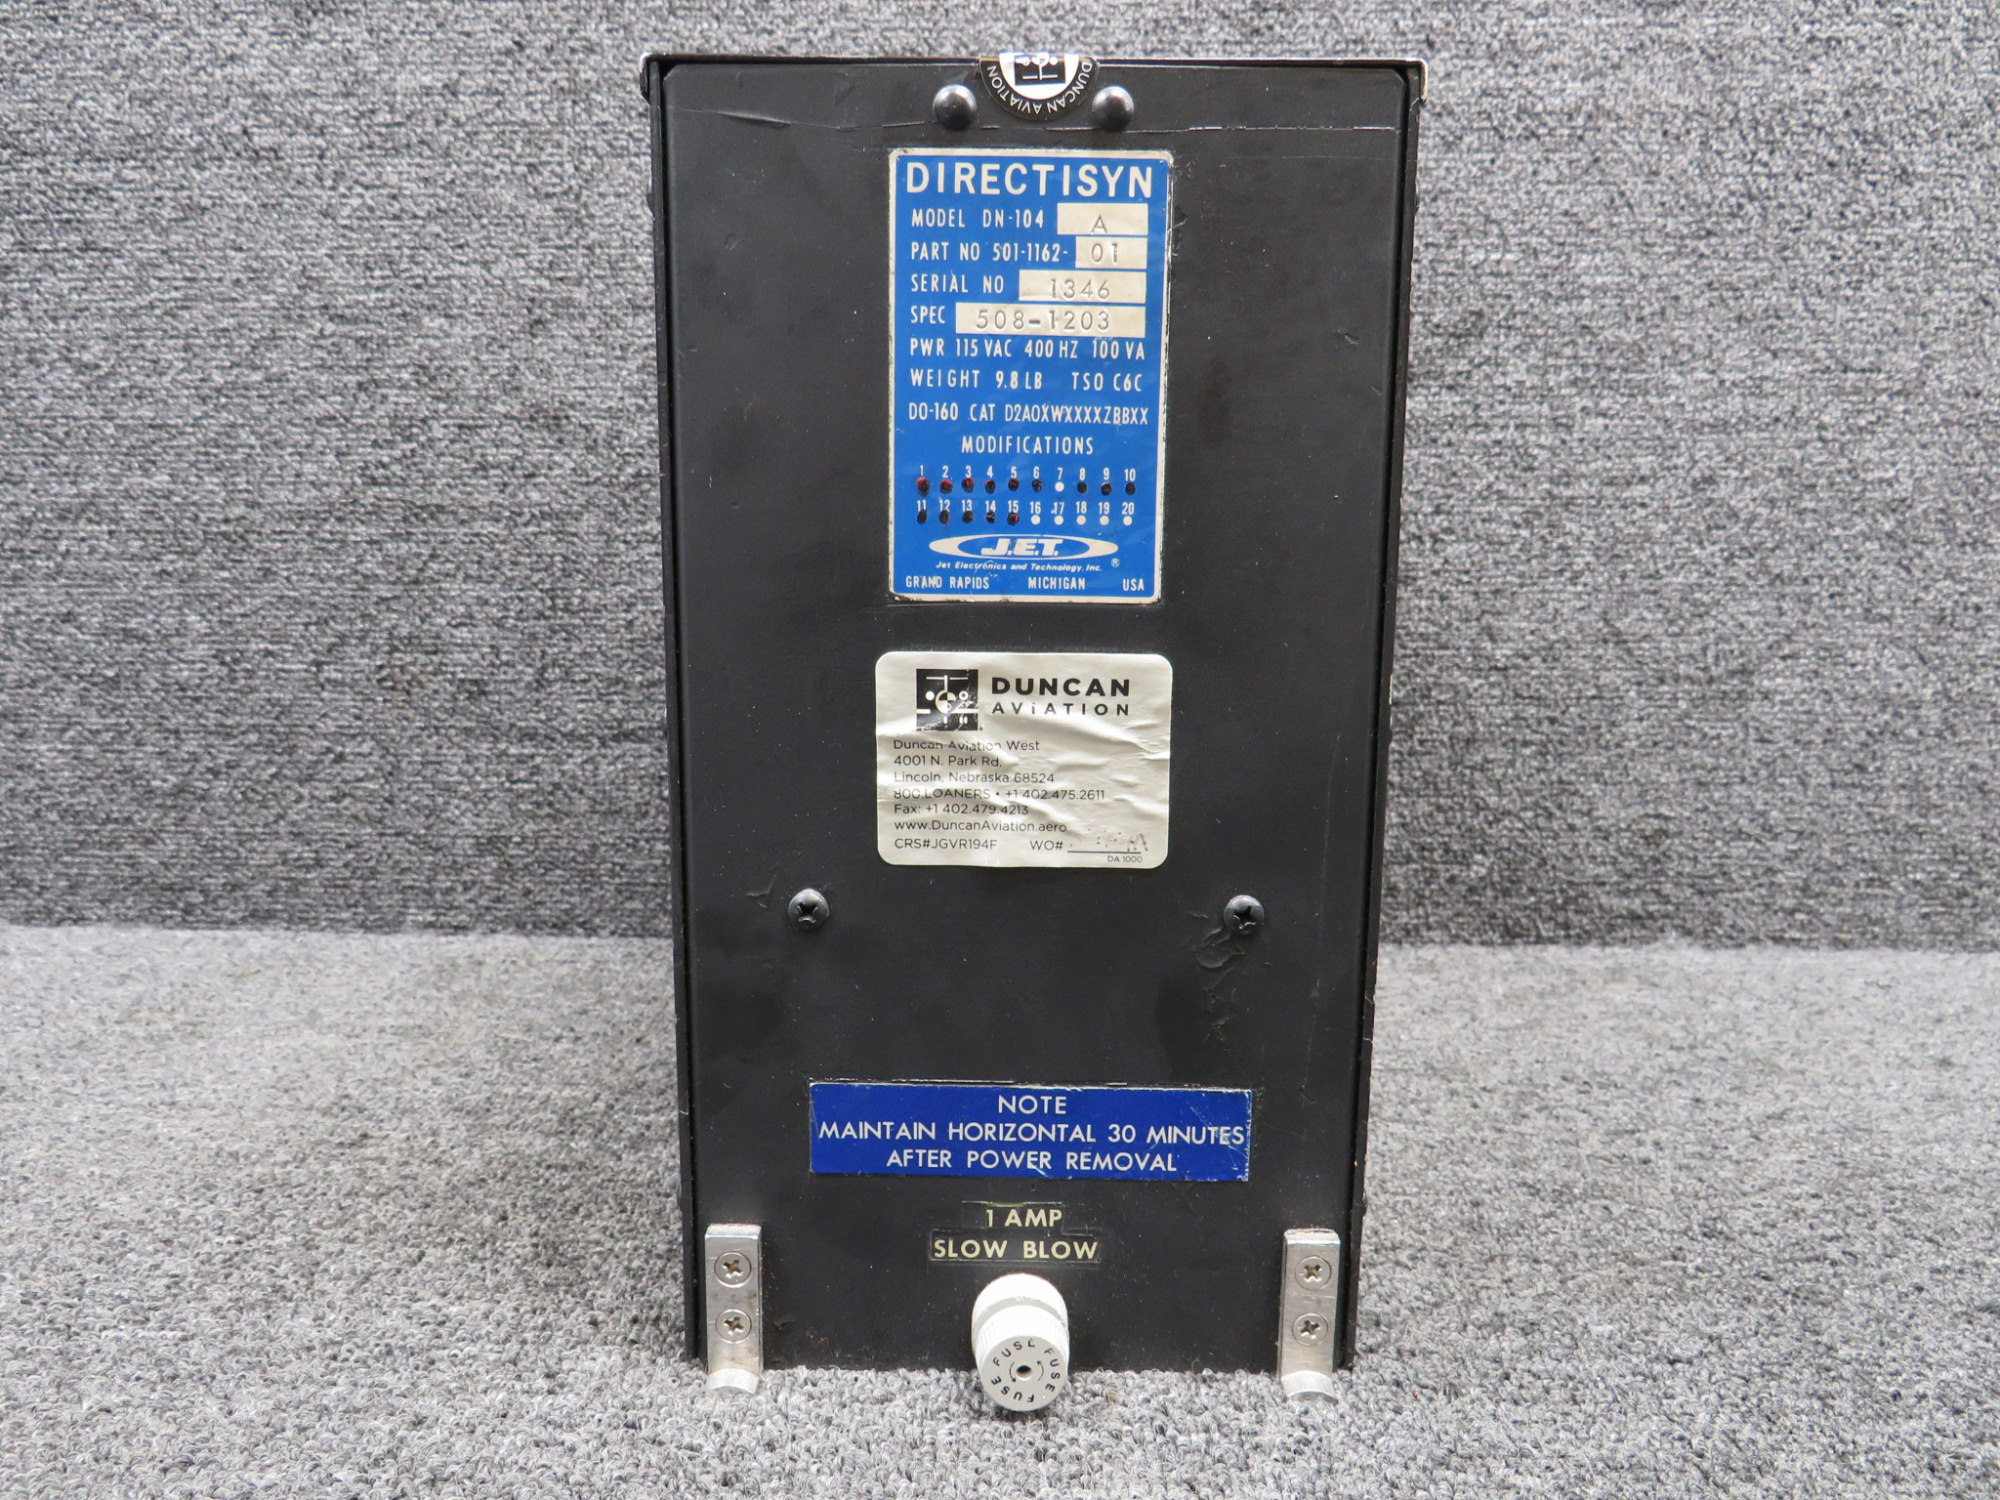 DUNCAN AVIATION
DIRECTISYN
MODEL DN-104 A
PART NO 501-1162- 01
SERIAL NO 1346
SPEC 508-1203
PWR 115 VAC 400 HZ 100 VA
WEIGHT 9.8 LB TSO C6C
DO-160 CAT D2AOXWXXXXZBBXX
MODIFICATIONS
1 2 3 4 5 6 7 8 9 10
11 12 13 14 15 16 17 18 19 20
J.E.T.
Jet Electronics and Technology, Inc. ®
GRAND RAPIDS MICHIGAN USA
DUNCAN
AVIATION
Duncan Aviation West
4001 N. Park Rd.
Lincoln, Nebraska 68524
800.LOANERS • +1 402.475.2611
Fax: +1 402.479.4213
www.DuncanAviation.aero
CRS#JGVR194F WO#
DA 1000
NOTE
MAINTAIN HORIZONTAL 30 MINUTES
AFTER POWER REMOVAL
1 AMP
SLOW BLOW
FUSE FUSE FUSE